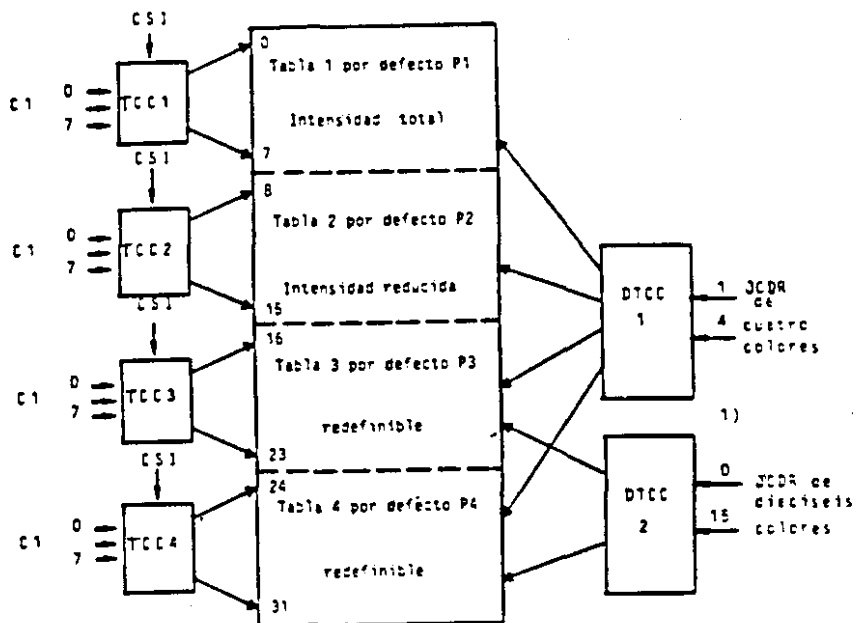 CSI
C1
0
7
TCC1
CSI
C1
0
7
TCC2
CSI
C1
0
7
TCC3
CSI
C1
0
7
TCC4
0
Tabla 1 por defecto P1
Intensidad total
7
8
Tabla 2 por defecto P2
Intensidad reducida
15
16
Tabla 3 por defecto P3
redefinible
23
24
Tabla 4 por defecto P4
redefinible
31
DTCC
1
1
4
JCDR
de
cuatro
colores
1)
DTCC
2
0
15
JCDR de
dieciseis
colores